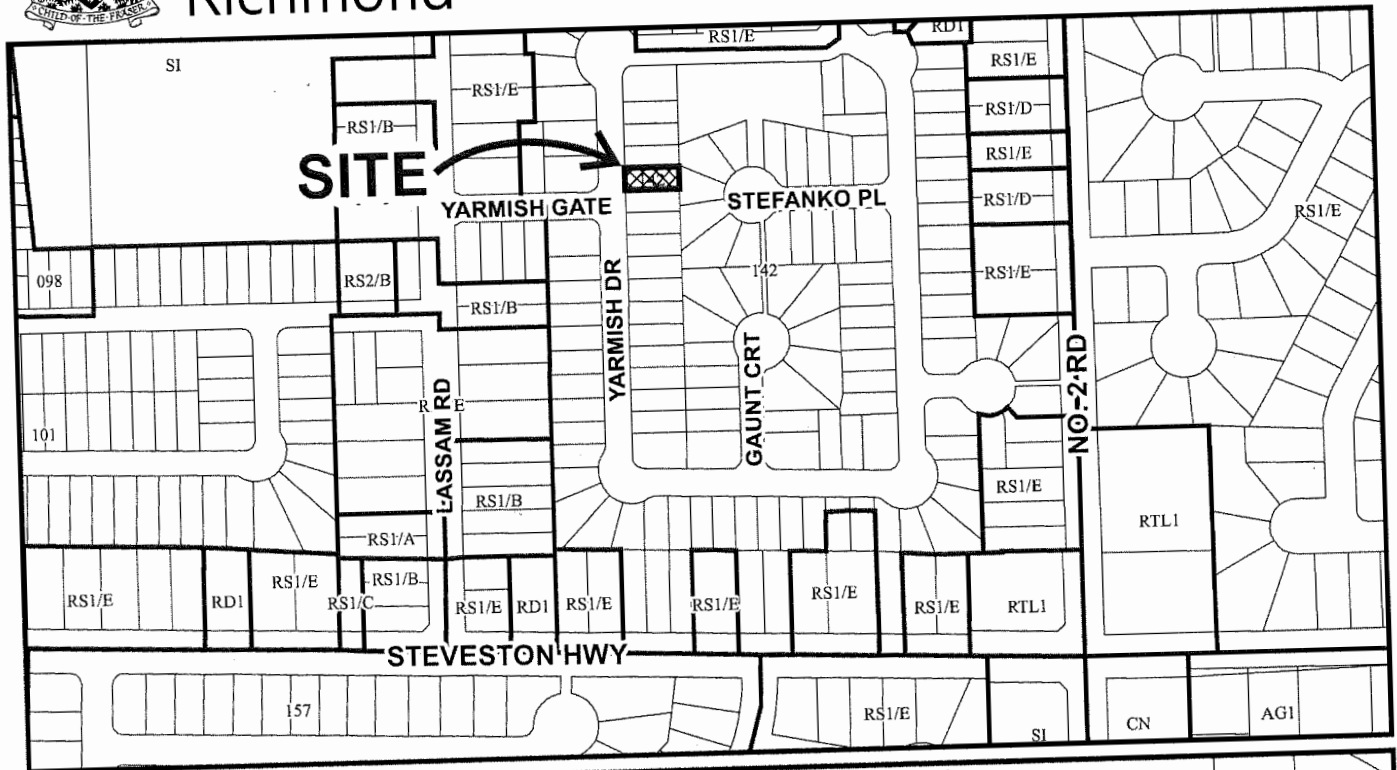 CHILD·OF·THE·FRASER
Richmond
SI
RS1/E
RD1
RS1/E
RS1/E
RS1/B
RS1/D
RS1/E
SITE
RS1/D
STEFANKO PL
YARMISH GATE
RS1/E
098
RS2/B
142
RS1/E
RS1/B
YARMISH DR
GAUNT CRT
NO. 2 RD
LASSAM RD
E
101
RS1/E
RS1/B
RTL1
RS1/A
RS1/E
RD1
RS1/E
RS1/C
RS1/B
RS1/E
RD1
RS1/E
RS1/E
RS1/E
RS1/E
RTL1
STEVESTON HWY
157
RS1/E
SI
CN
AG1